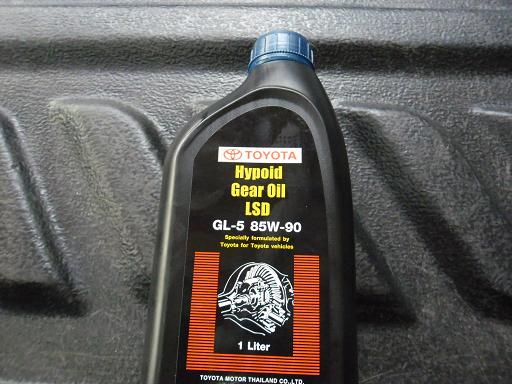 TOYOTA
Hypoid
Gear Oil
LSD
GL-5 85W-90
Specially formulated by
Toyota for Toyota vehicles
1 Liter
TOYOTA MOTOR THAILAND CO.,LTD.